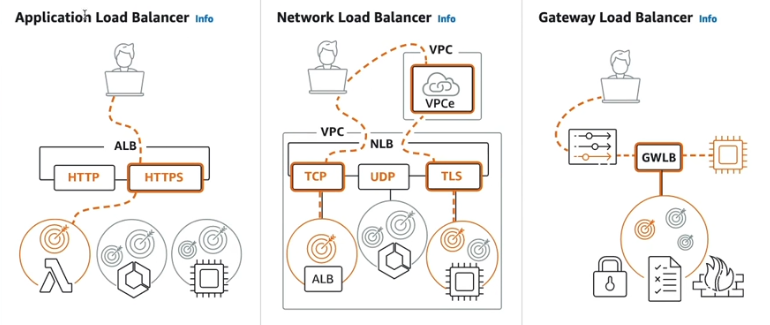 Application Load Balancer Info
ALB
HTTP
HTTPS
Network Load Balancer Info
VPC
VPCe
VPC
NLB
TCP
UDP
TLS
ALB
Gateway Load Balancer Info
GWLB